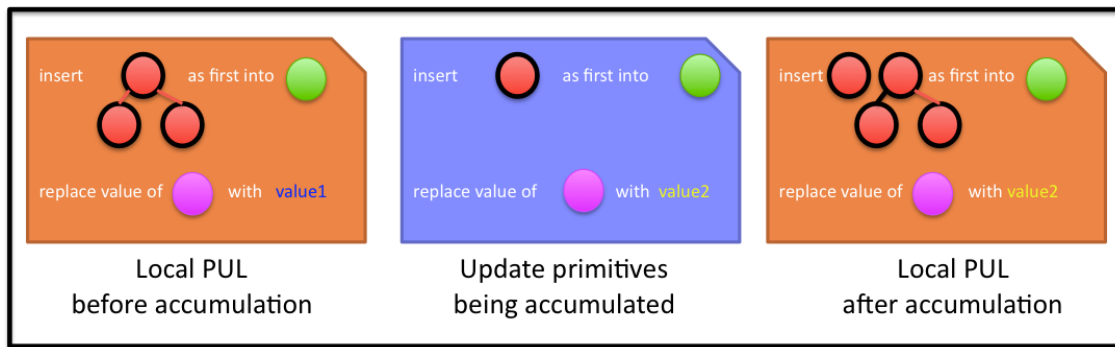 insert as first into
replace value of with value1
Local PUL
before accumulation
insert as first into
replace value of with value2
Update primitives
being accumulated
insert as first into
replace value of with value2
Local PUL
after accumulation